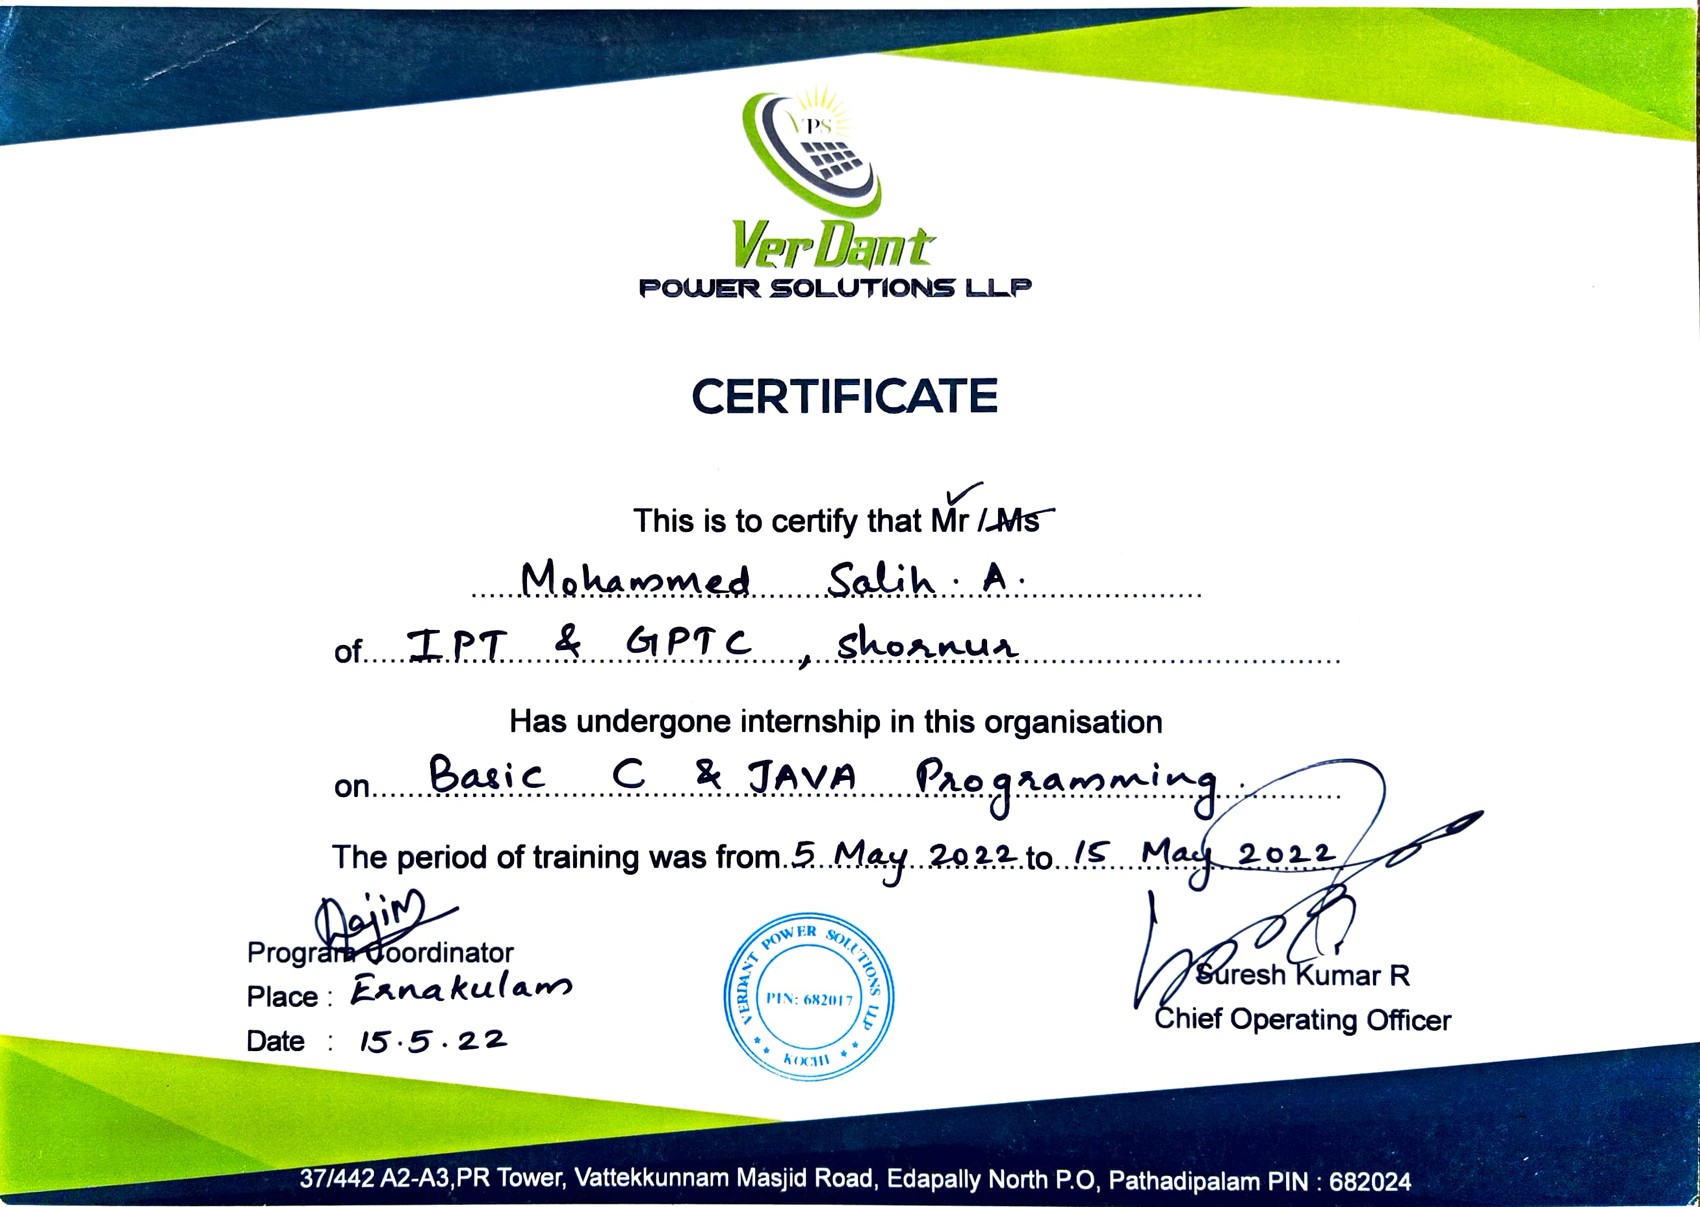 VPS
VerDant
POWER SOLUTIONS LLP
CERTIFICATE
This is to certify that Mr / Ms
Mohammed Salih. A.
of IPT & GPTC, Shornur
Has undergone internship in this organisation
on Basic C & JAVA Programming.
The period of training was from 5 May 2022 to 15 May 2022
Program Coordinator
Place : Ernakulam
Date : 15.5.22
VERDANT POWER SOLUTIONS LLP
PIN: 682017
** KOCHI **
Suresh Kumar R
Chief Operating Officer
37/442 A2-A3,PR Tower, Vattekkunnam Masjid Road, Edapally North P.O, Pathadipalam PIN : 682024